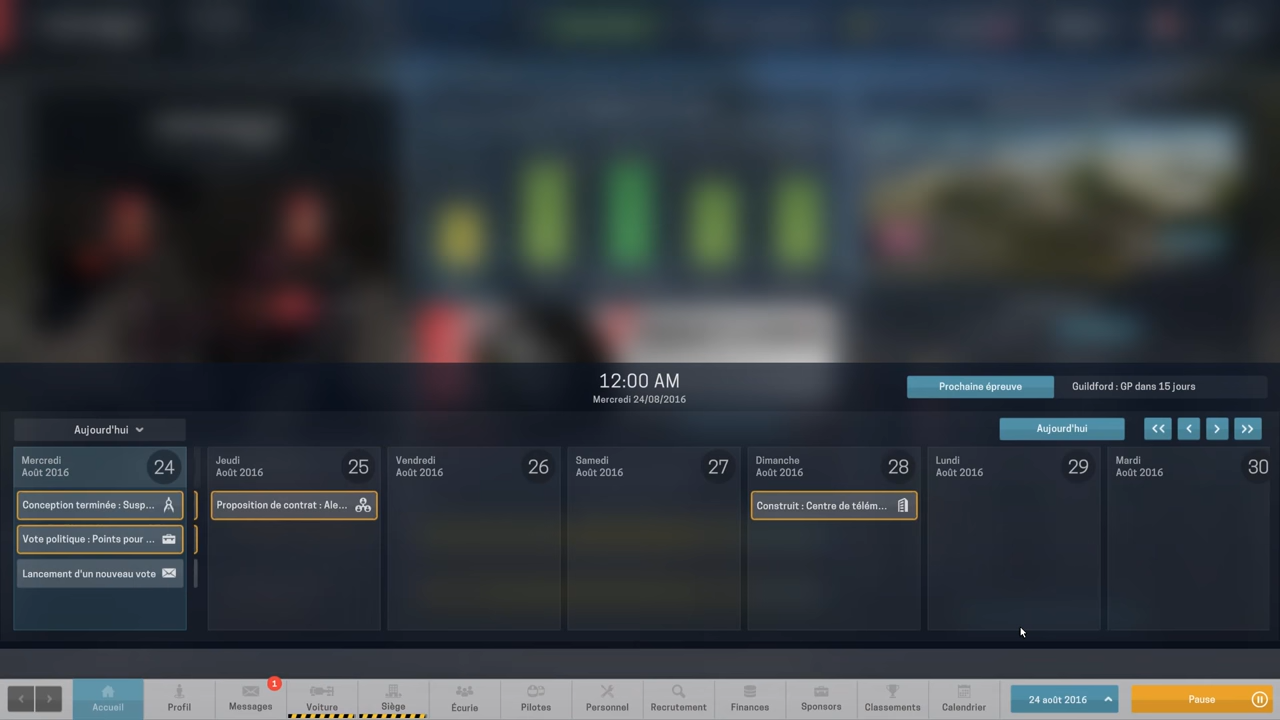 12:00 AM
Mercredi 24/08/2016
Prochaine épreuve
Guildford : GP dans 15 jours
Aujourd'hui
Aujourd'hui
Mercredi
Août 2016
24
Jeudi
Août 2016
25
Vendredi
Août 2016
26
Samedi
Août 2016
27
Dimanche
Août 2016
28
Lundi
Août 2016
29
Mardi
Août 2016
30
Conception terminée : Susp...
Proposition de contrat : Ale...
Construit : Centre de télém...
Vote politique : Points pour ...
Lancement d'un nouveau vote
Accueil
Profil
Messages
1
Voiture
Siège
Écurie
Pilotes
Personnel
Recrutement
Finances
Sponsors
Classements
Calendrier
24 août 2016
Pause